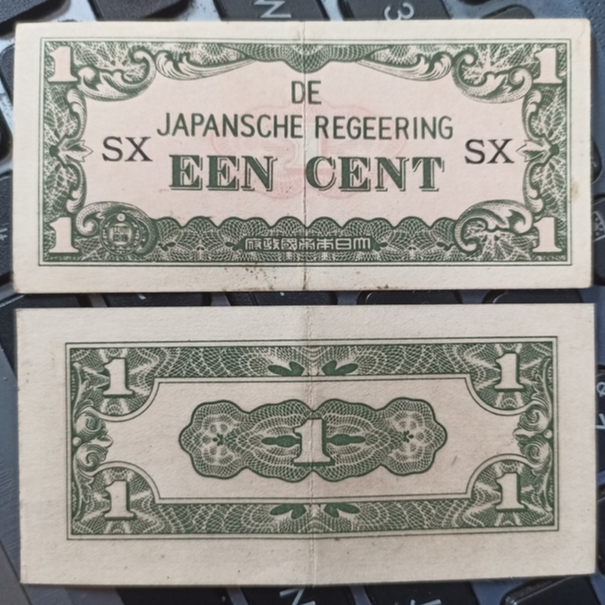 1 1
DE
JAPANSCHE REGEERING
SX EEN CENT SX
1 1
府政國帝本日大
1 1
1
1 1